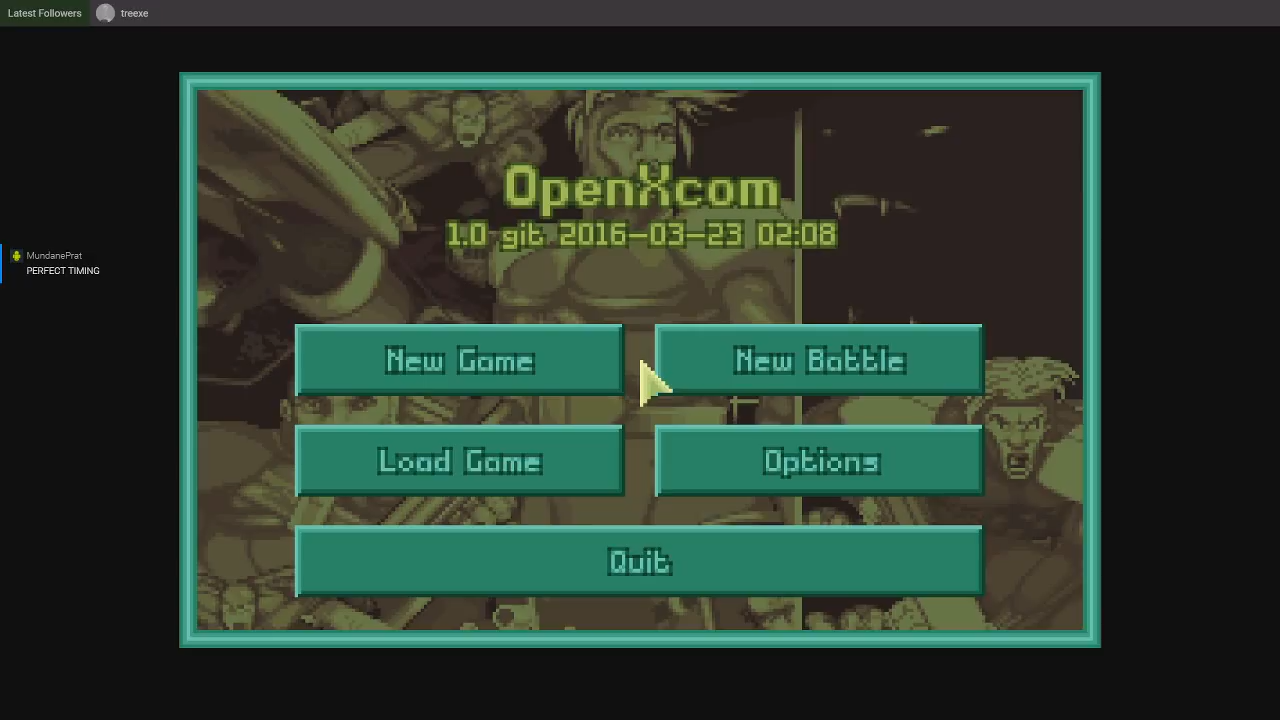 Latest Followers treexe
OpenXcom
1.0 git 2016-03-23 02:08
MundanePrat
PERFECT TIMING
New Game New Battle
Load Game Options
Quit